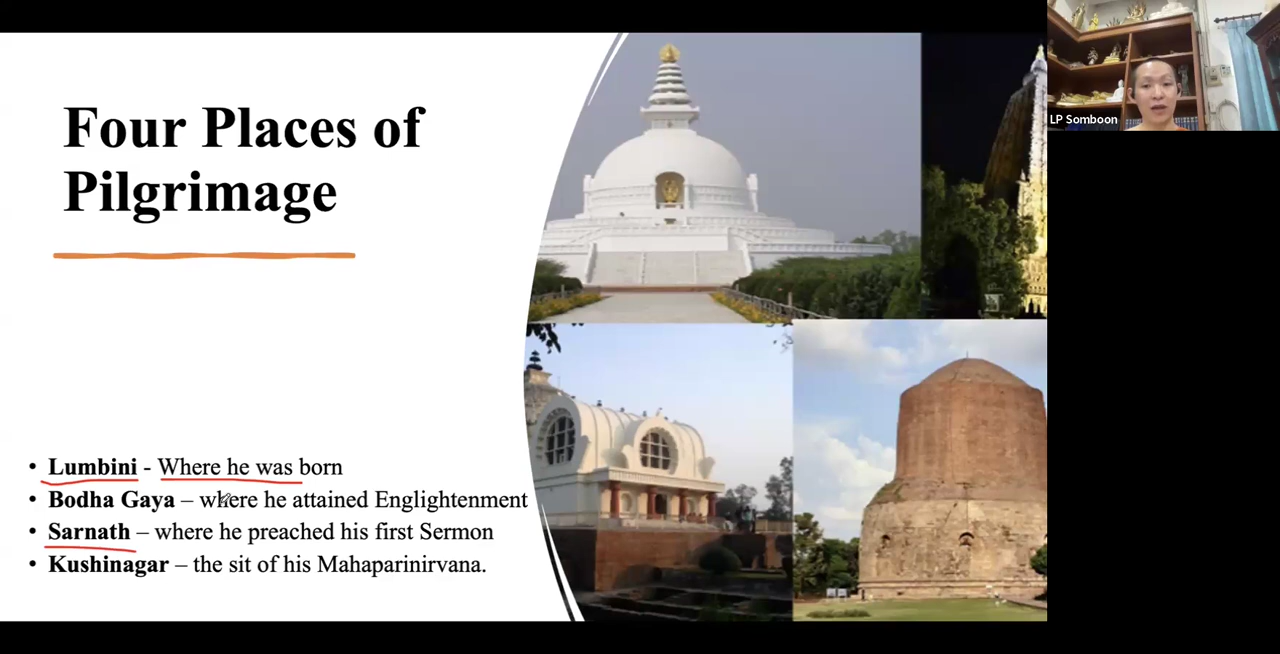 Four Places of
Pilgrimage
• Lumbini - Where he was born
• Bodha Gaya – where he attained Englightenment
• Sarnath – where he preached his first Sermon
• Kushinagar – the sit of his Mahaparinirvana.
LP Somboon